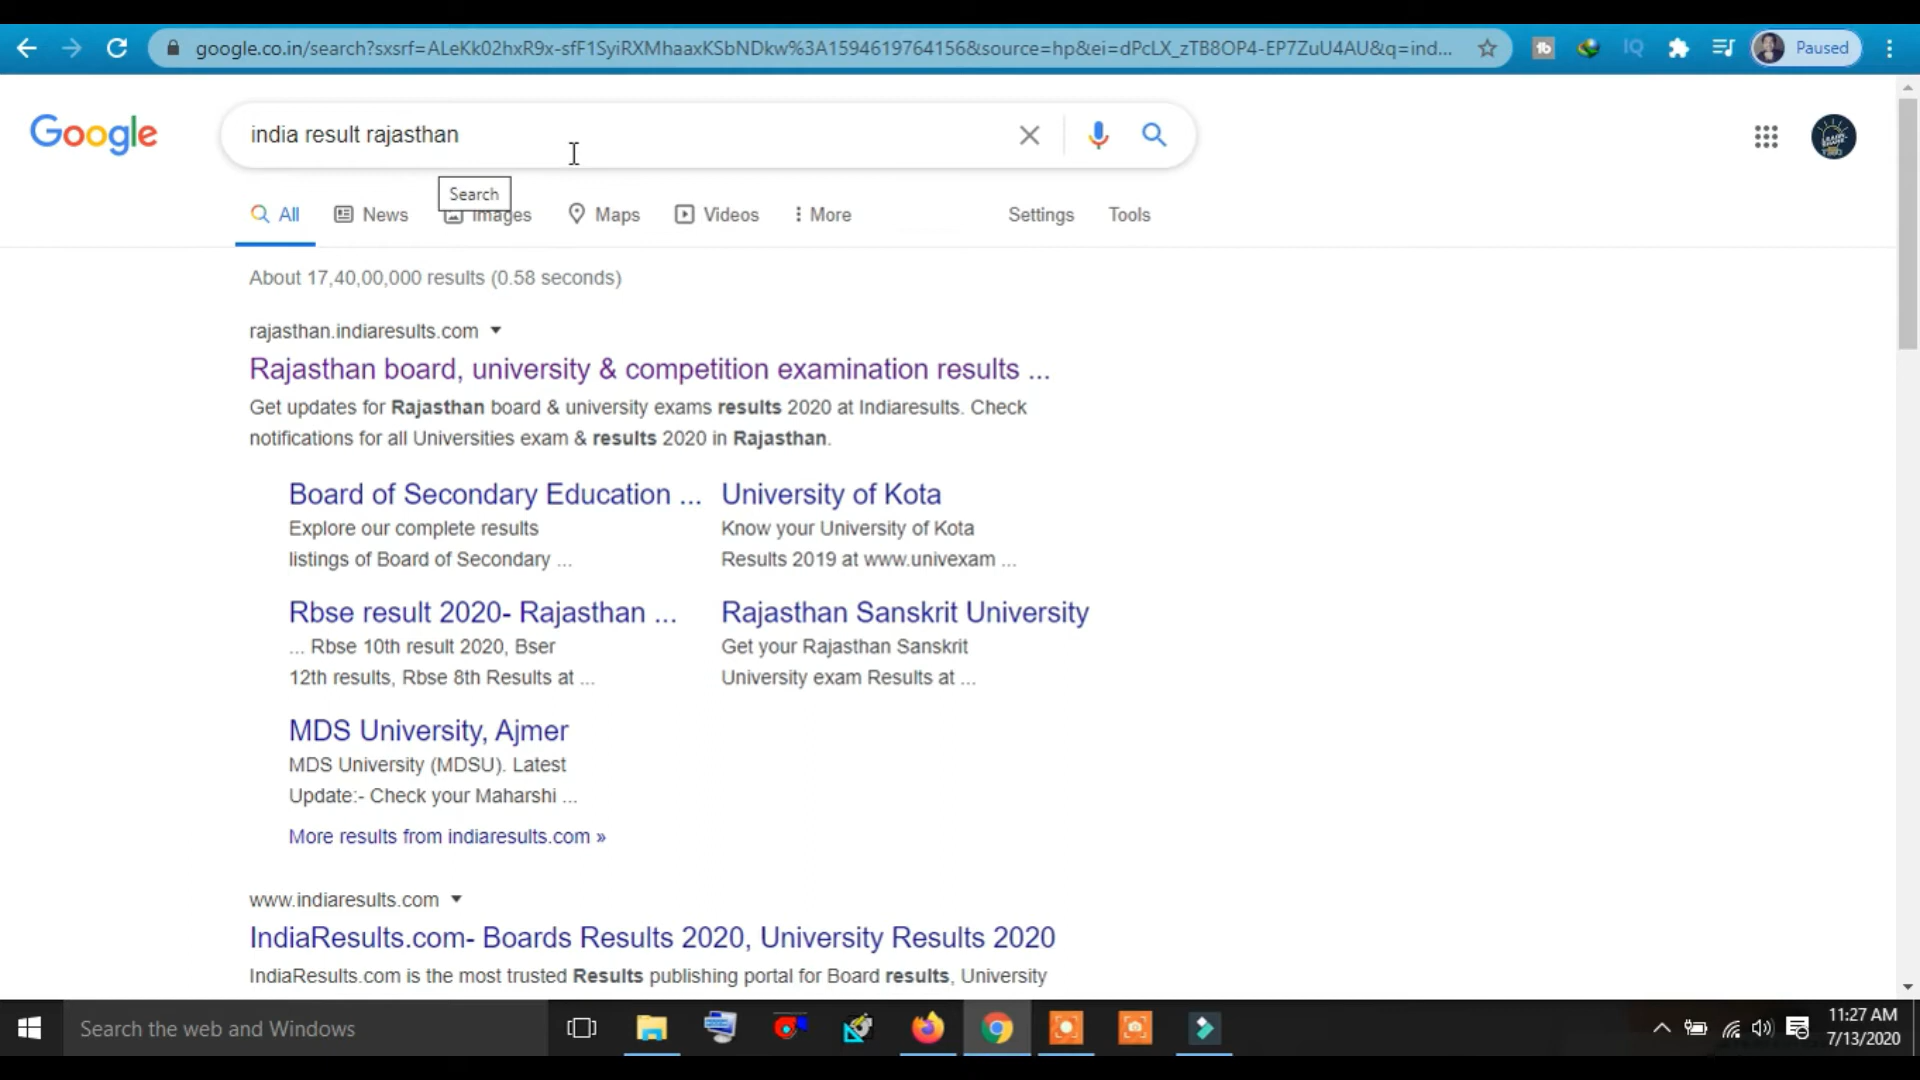 google.co.in/search?sxsrf=ALeKk02hxR9x-sfF1SyiRXMhaaxKSbNDkw%3A1594619764156&source=hp&ei=dPcLX_zTB8OP4-EP7ZuU4AU&q=ind...
Paused
Google
india result rajasthan
Search
All News Images Maps Videos More Settings Tools
About 17,40,00,000 results (0.58 seconds)
rajasthan.indiaresults.com
Rajasthan board, university & competition examination results ...
Get updates for Rajasthan board & university exams results 2020 at Indiaresults. Check
notifications for all Universities exam & results 2020 in Rajasthan.
Board of Secondary Education ...
Explore our complete results
listings of Board of Secondary ...
University of Kota
Know your University of Kota
Results 2019 at www.univexam ...
Rbse result 2020- Rajasthan ...
... Rbse 10th result 2020, Bser
12th results, Rbse 8th Results at ...
Rajasthan Sanskrit University
Get your Rajasthan Sanskrit
University exam Results at ...
MDS University, Ajmer
MDS University (MDSU). Latest
Update:- Check your Maharshi ...
More results from indiaresults.com »
www.indiaresults.com
IndiaResults.com- Boards Results 2020, University Results 2020
IndiaResults.com is the most trusted Results publishing portal for Board results, University
Search the web and Windows
11:27 AM
7/13/2020